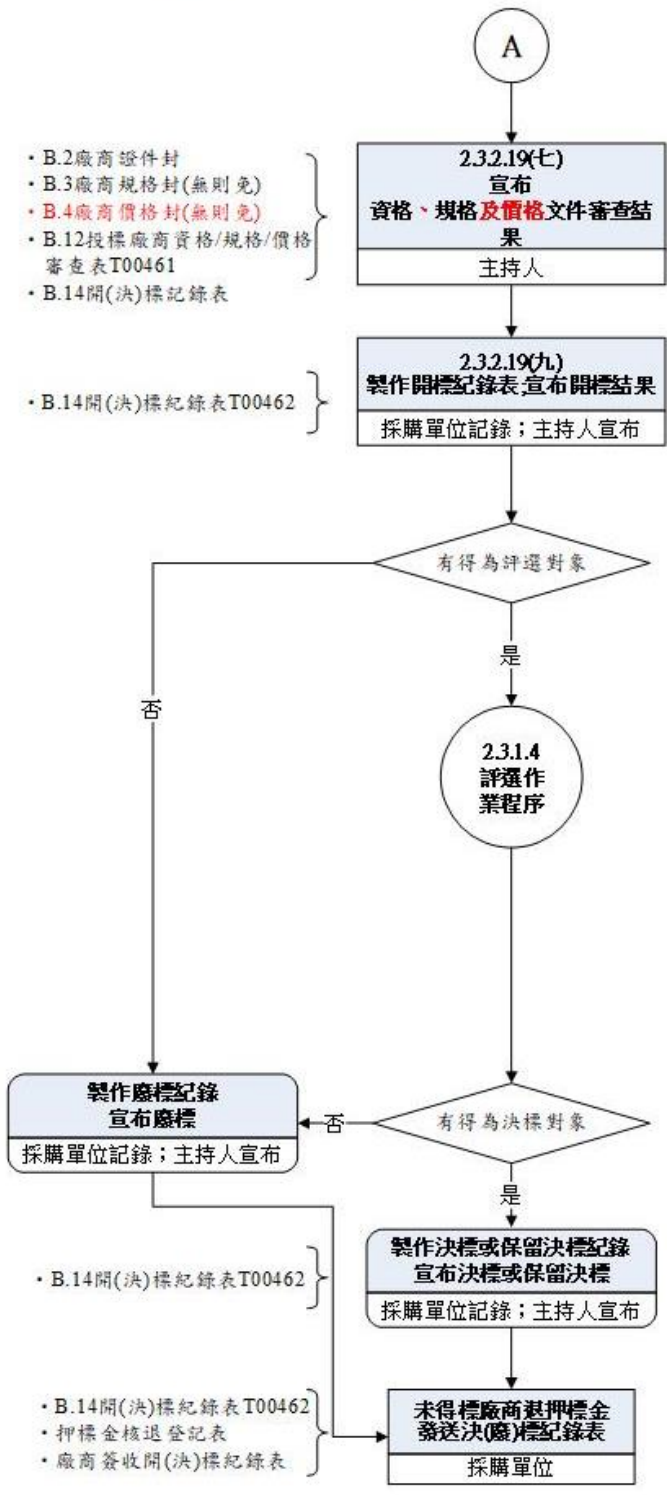 A
・B.2廠商證件封
・B.3廠商規格封(無則免)
・B.4廠商價格封(無則免)
・B.12投標廠商資格/規格/價格
審查表T00461
・B.14開(決)標記錄表
2.3.2.19(七)
宣布
資格、規格及價格文件審查結
果
主持人
・B.14開(決)標紀錄表T00462
2.3.2.19(九)
製作開標紀錄表,宣布開標結果
採購單位記錄；主持人宣布
有得為評選對象
是
否
2.3.1.4
評選作
業程序
製作廢標紀錄
宣布廢標
採購單位記錄；主持人宣布
否
有得為決標對象
是
・B.14開(決)標紀錄表T00462
製作決標或保留決標紀錄
宣布決標或保留決標
採購單位記錄；主持人宣布
・B.14開(決)標紀錄表T00462
・押標金核退登記表
・廠商簽收開(決)標紀錄表
未得標廠商退押標金
發送決(廢)標紀錄表
採購單位